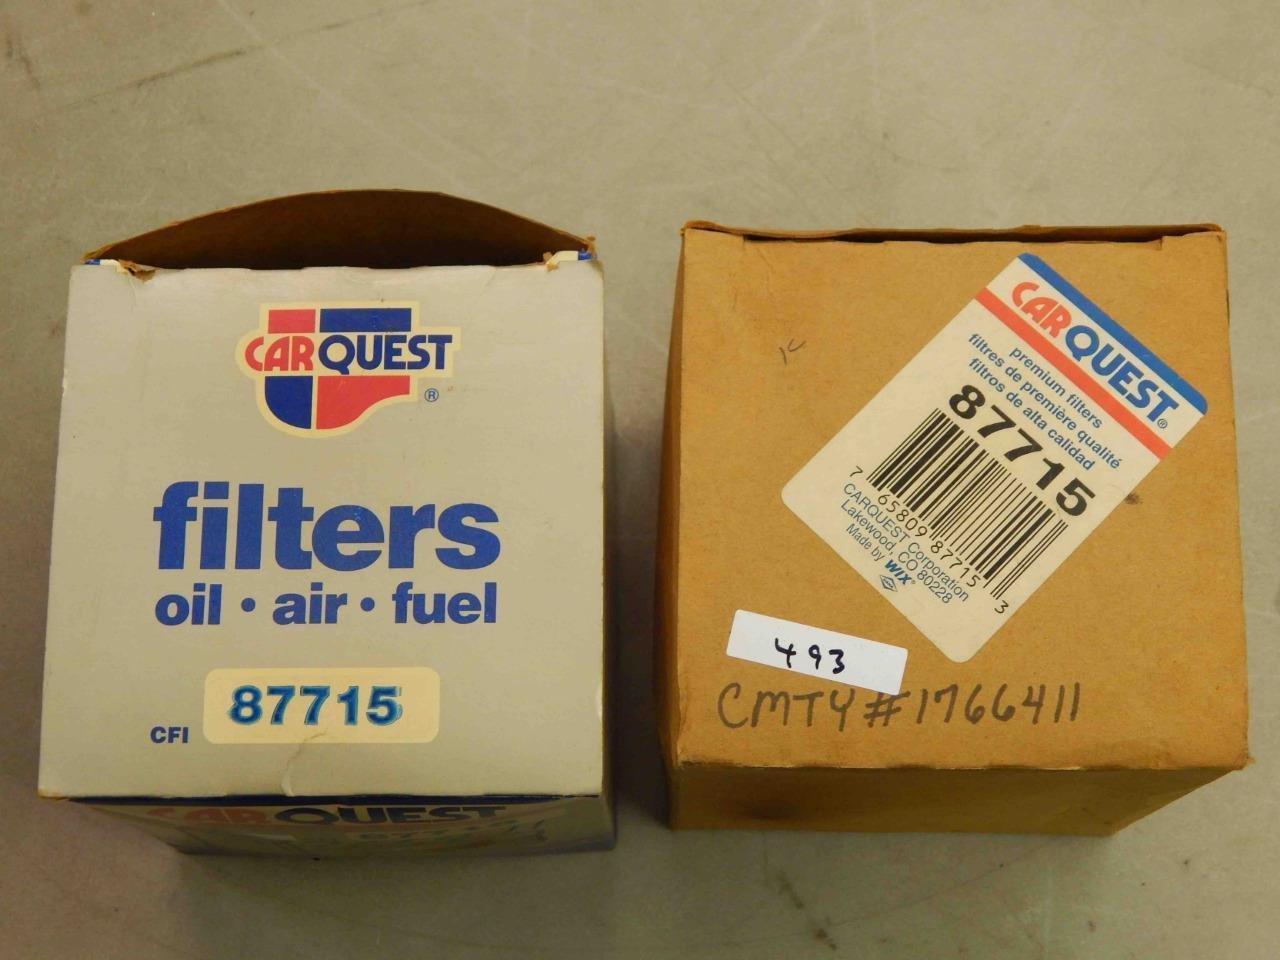 CARQUEST®
filters
oil • air • fuel
CFI 87715
CARQUEST
CARQUEST®
premium filters
filtres de première qualité
filtros de alta calidad
87715
7 65809 87715 3
CARQUEST Corporation
Lakewood, CO 80228
Made by WIX®
493
CMTY#1766411